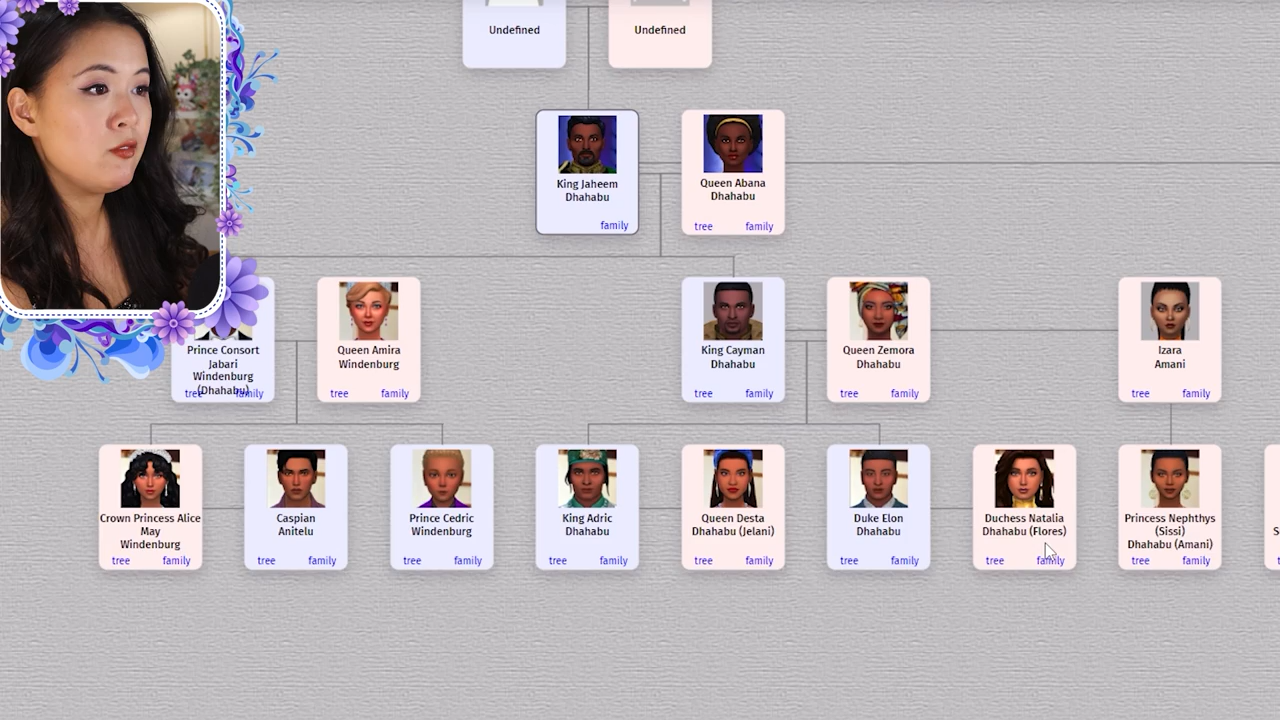 Undefined
Undefined
King Jaheem
Dhahabu
family
Queen Abana
Dhahabu
tree family
Prince Consort
Jabari
Windenburg
(Dhahabu)
tree family
Queen Amira
Windenburg
tree family
King Cayman
Dhahabu
tree family
Queen Zemora
Dhahabu
tree family
Izara
Amani
tree family
Crown Princess Alice
May
Windenburg
tree family
Caspian
Anitelu
tree family
Prince Cedric
Windenburg
tree family
King Adric
Dhahabu
tree family
Queen Desta
Dhahabu (Jelani)
tree family
Duke Elon
Dhahabu
tree family
Duchess Natalia
Dhahabu (Flores)
tree family
Princess Nephthys
(Sissi)
Dhahabu (Amani)
tree family